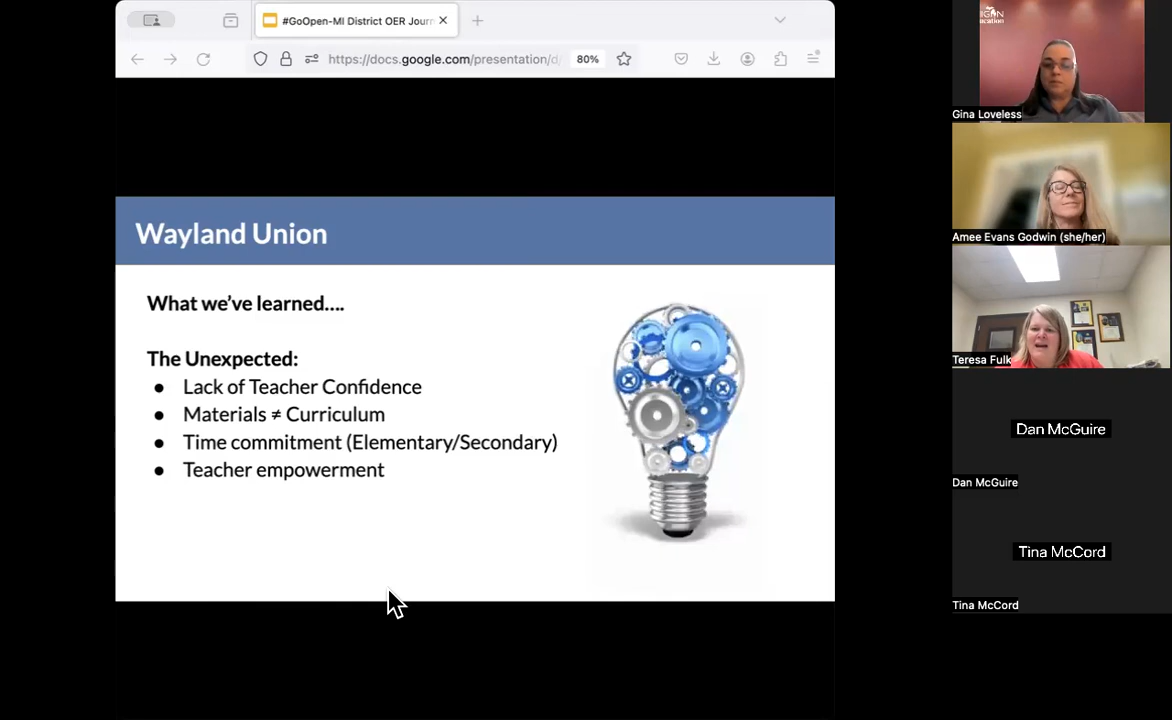 #GoOpen-MI District OER Jour
https://docs.google.com/presentation/d/
80%
Wayland Union
What we've learned....
The Unexpected:
● Lack of Teacher Confidence
● Materials ≠ Curriculum
● Time commitment (Elementary/Secondary)
● Teacher empowerment
Gina Loveless
Amee Evans Godwin (she/her)
Teresa Fulk
Dan McGuire
Dan McGuire
Tina McCord
Tina McCord